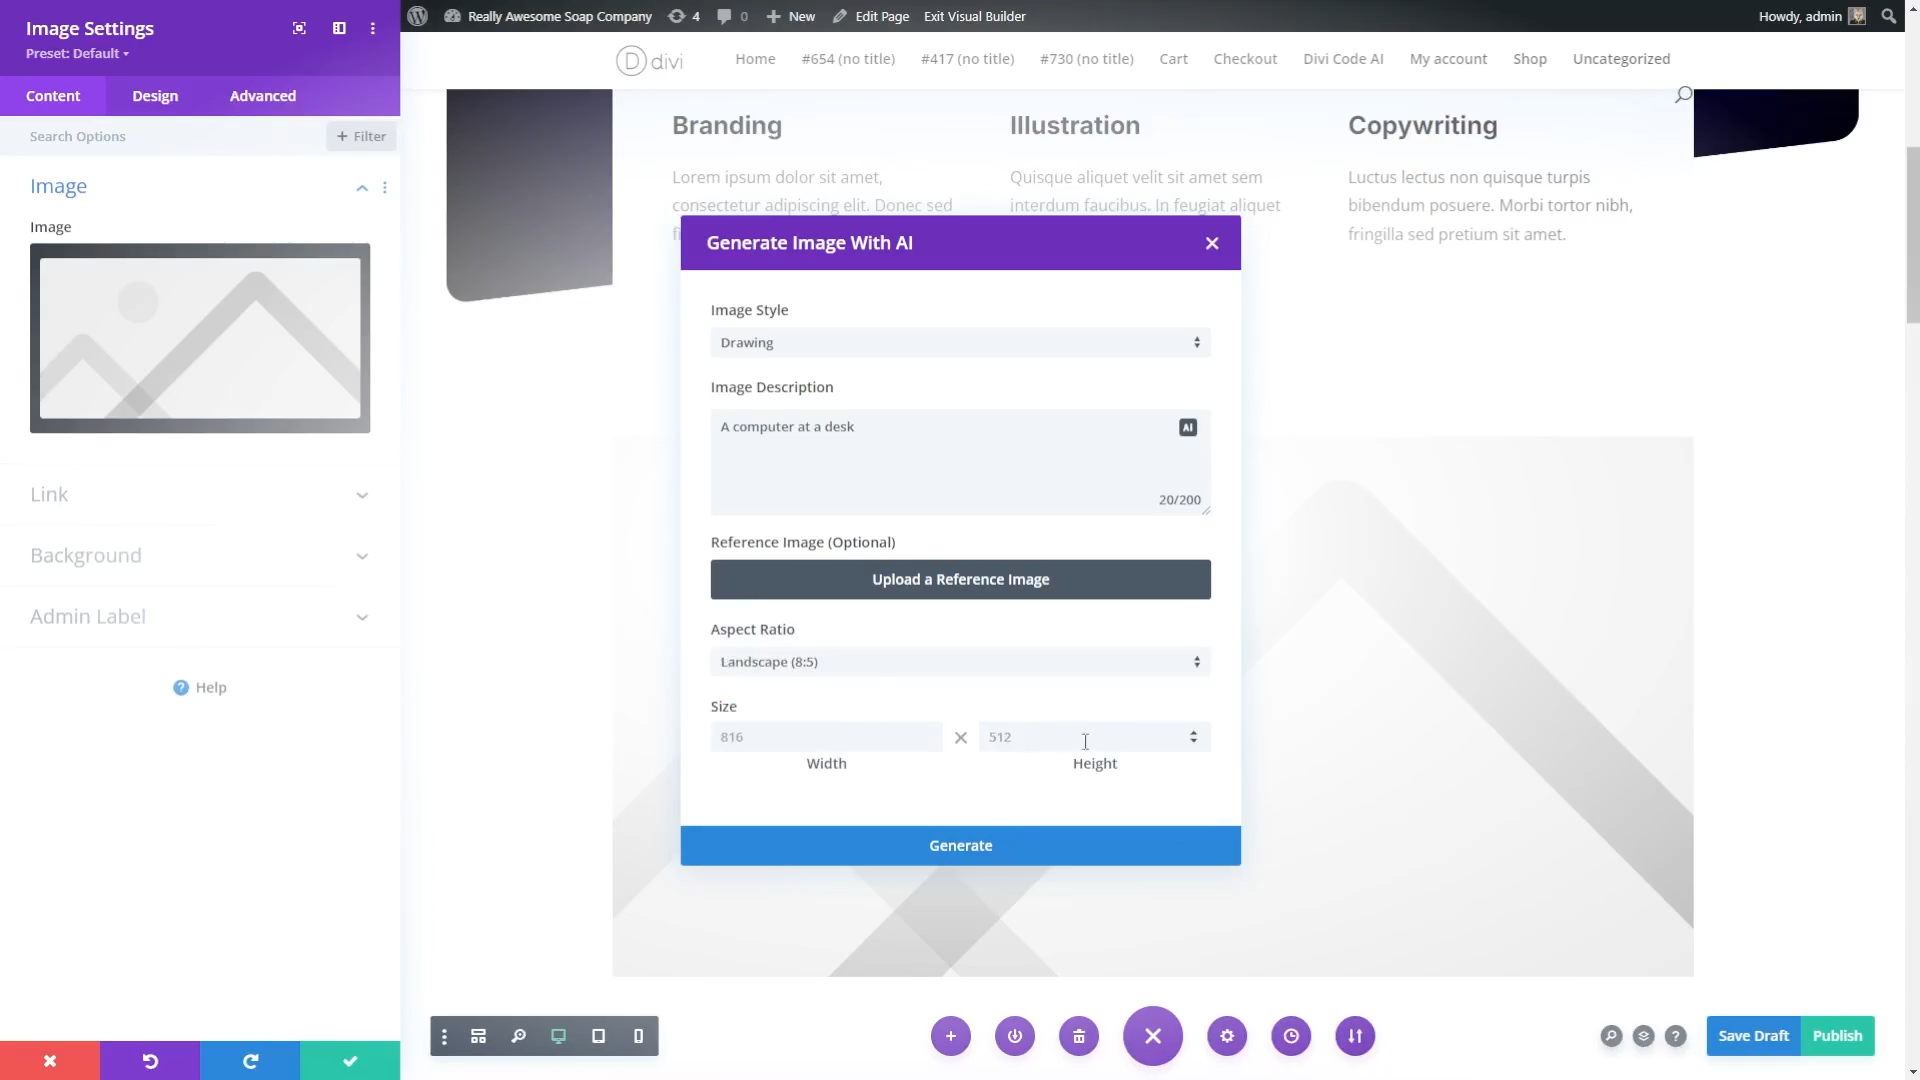 Image Settings
Preset: Default
Really Awesome Soap Company
4
0
New
Edit Page
Exit Visual Builder
Howdy, admin
Content
Design
Advanced
Search Options
+ Filter
D divi
Home
#654 (no title)
#417 (no title)
#730 (no title)
Cart
Checkout
Divi Code AI
My account
Shop
Uncategorized
Image
Image
Link
Background
Admin Label
? Help
Branding
Illustration
Copywriting
Lorem ipsum dolor sit amet,
consectetur adipiscing elit. Donec sed
Quisque aliquet velit sit amet sem
interdum faucibus. In feugiat aliquet
Luctus lectus non quisque turpis
bibendum posuere. Morbi tortor nibh,
fringilla sed pretium sit amet.
Generate Image With AI
Image Style
Drawing
Image Description
A computer at a desk
AI
20/200
Reference Image (Optional)
Upload a Reference Image
Aspect Ratio
Landscape (8:5)
Size
816
512
Width
Height
Generate
?
Save Draft
Publish